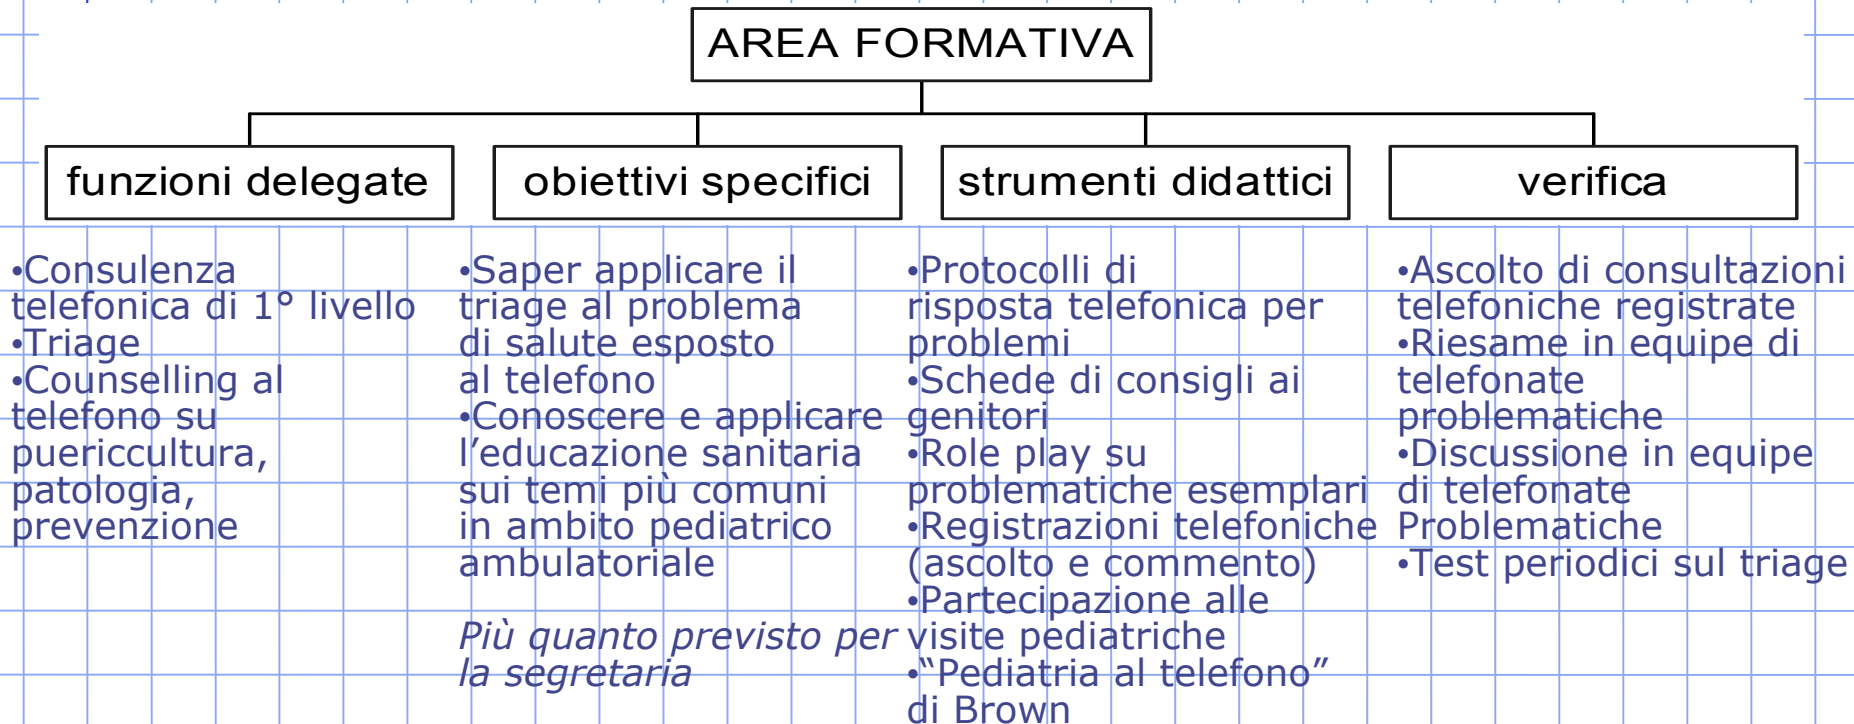 AREA FORMATIVA
funzioni delegate
obiettivi specifici
strumenti didattici
verifica
•Consulenza
telefonica di 1° livello
•Triage
•Counselling al
telefono su
puericcultura,
patologia,
prevenzione
•Saper applicare il
triage al problema
di salute esposto
al telefono
•Conoscere e applicare
l’educazione sanitaria
sui temi più comuni
in ambito pediatrico
ambulatoriale
Più quanto previsto per
la segretaria
•Protocolli di
risposta telefonica per
problemi
•Schede di consigli ai
genitori
•Role play su
problematiche esemplari
•Registrazioni telefoniche
(ascolto e commento)
•Partecipazione alle
visite pediatriche
•“Pediatria al telefono”
di Brown
•Ascolto di consultazioni
telefoniche registrate
•Riesame in equipe di
telefonate
problematiche
•Discussione in equipe
di telefonate
Problematiche
•Test periodici sul triage